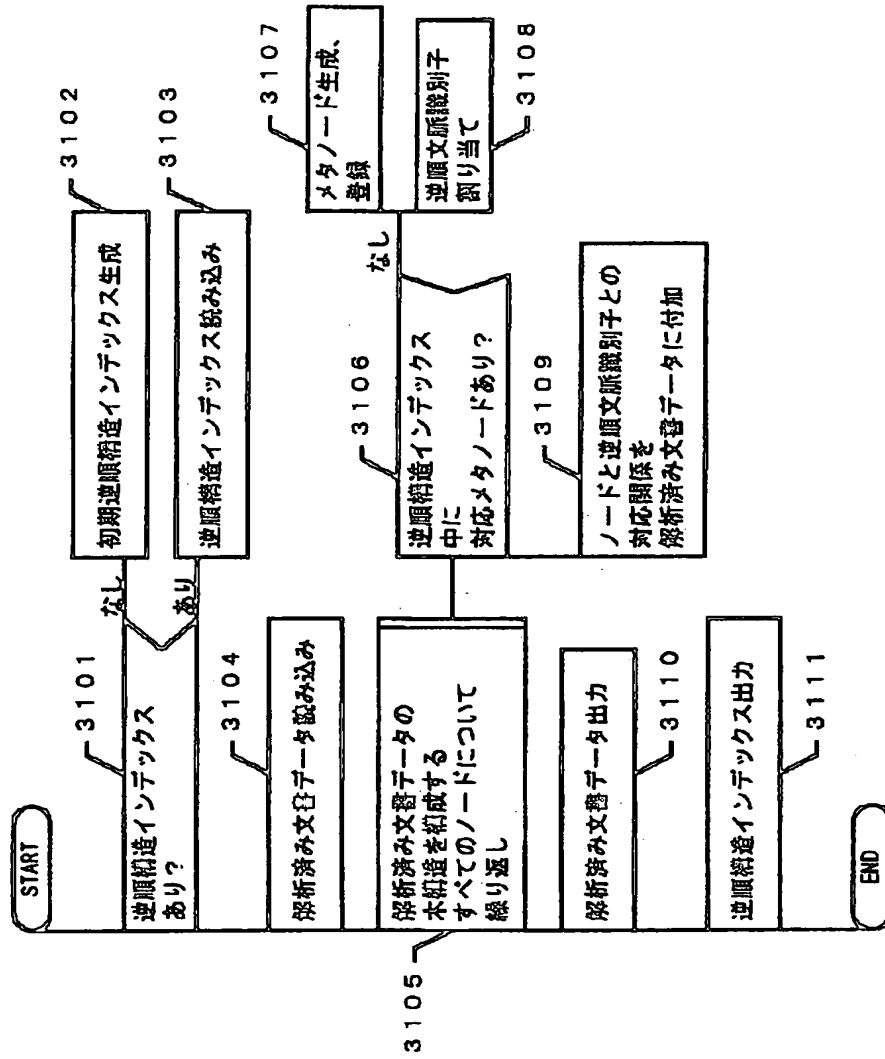 START
3101
逆順構造インデックス
あり？
なし
3102
初期逆順構造インデックス生成
あり
3103
逆順構造インデックス読み込み
3104
解析済み文書データ読み込み
3105
解析済み文書データの
木構造を構成する
すべてのノードについて
繰り返し
3106
逆順構造インデックス
中に
対応メタノードあり？
なし
3107
メタノード生成、
登録
3108
逆順文脈識別子
割り当て
3109
ノードと逆順文脈識別子との
対応関係を
解析済み文書データに付加
3110
解析済み文書データ出力
3111
逆順構造インデックス出力
END